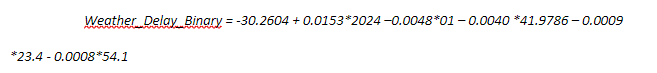 Weather_Delay_Binary = -30.2604 + 0.0153*2024 –0.0048*01 – 0.0040 *41.9786 – 0.0009
*23.4 - 0.0008*54.1